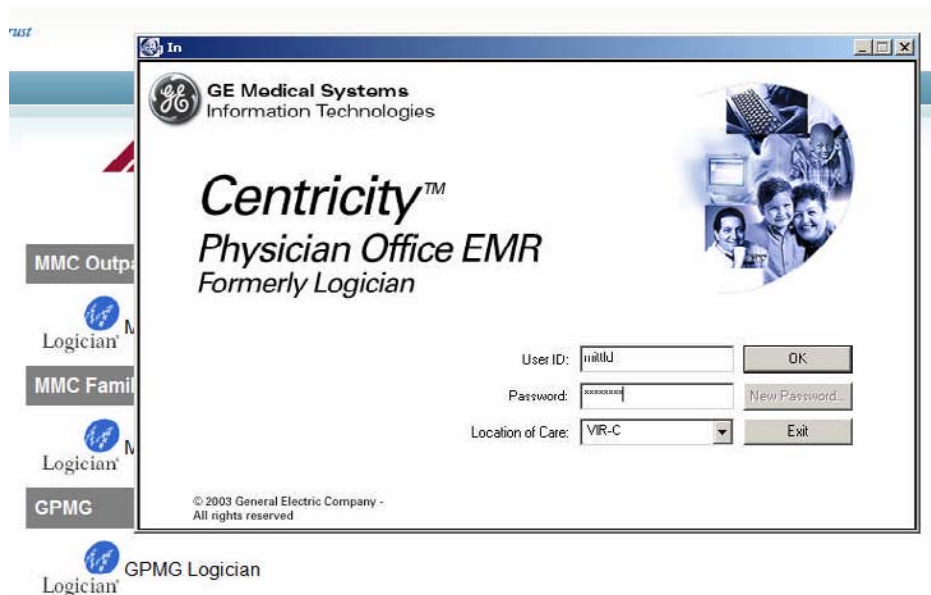 rust
In
GE Medical Systems
Information Technologies
Centricity™
Physician Office EMR
Formerly Logician
MMC Outpa
Logician M
MMC Famil
Logician M
User ID: OK
Password: ******** New Password...
Location of Care: VIR-C Exit
© 2003 General Electric Company -
All rights reserved
GPMG
Logician GPMG Logician